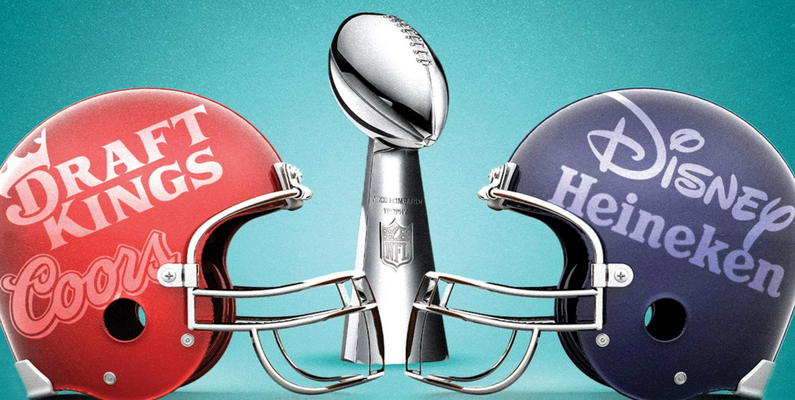 DRAFT
KINGS
Coors
NFL
DISNEY
Heineken